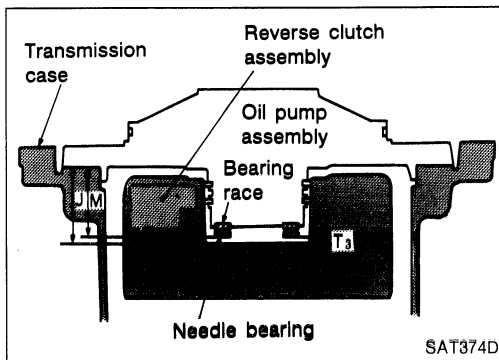 Transmission
case
Reverse clutch
assembly
Oil pump
assembly
Bearing
race
J
M
T3
Needle bearing
SAT374D